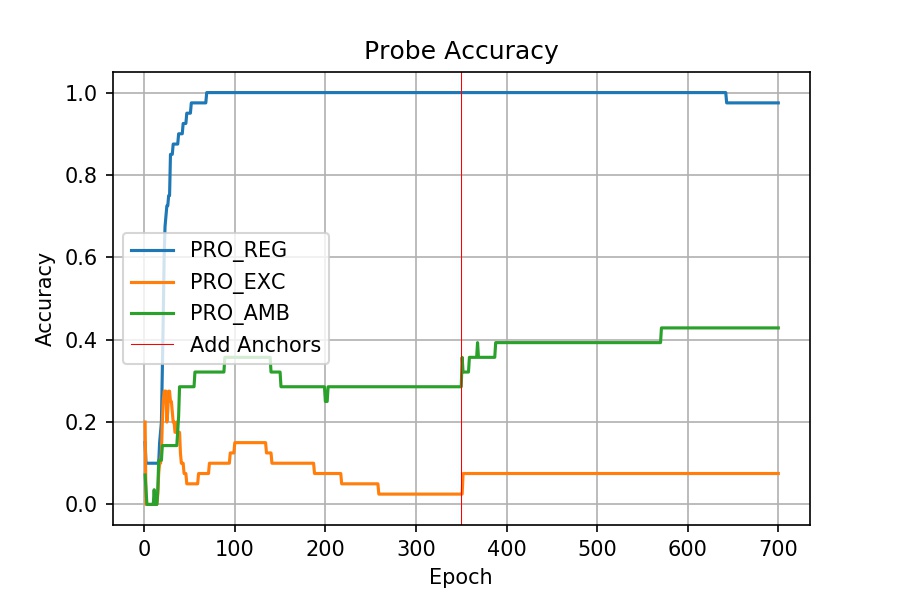 Probe Accuracy
1.0
0.8
0.6
0.4
0.2
0.0
Accuracy
PRO_REG
PRO_EXC
PRO_AMB
Add Anchors
0 100 200 300 400 500 600 700
Epoch